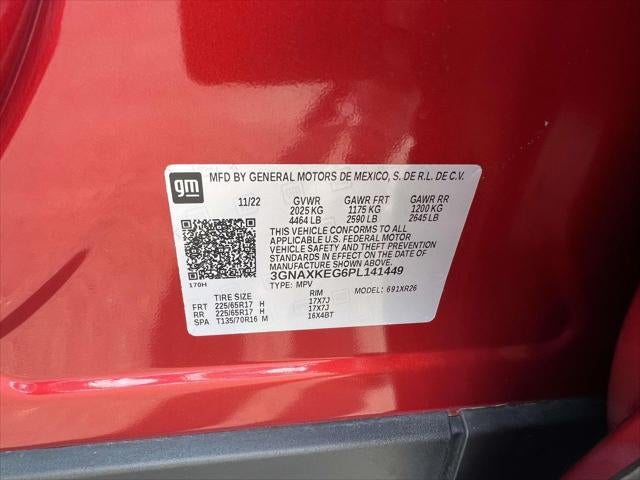 gm
MFD BY GENERAL MOTORS DE MEXICO, S. DE R.L. DE C.V.
11/22 GVWR GAWR FRT GAWR RR
2025 KG 1175 KG 1200 KG
4464 LB 2590 LB 2645 LB
THIS VEHICLE CONFORMS TO ALL
APPLICABLE U.S. FEDERAL MOTOR
VEHICLE SAFETY AND THEFT PREVENTION
STANDARDS IN EFFECT ON THE DATE
OF MANUFACTURE SHOWN ABOVE.
3GNAXKEG6PL141449
170H TYPE: MPV MODEL: 691XR26
TIRE SIZE RIM
FRT 225/65R17 H 17X7J
RR 225/65R17 H 17X7J
SPA T135/70R16 M 16X4BT